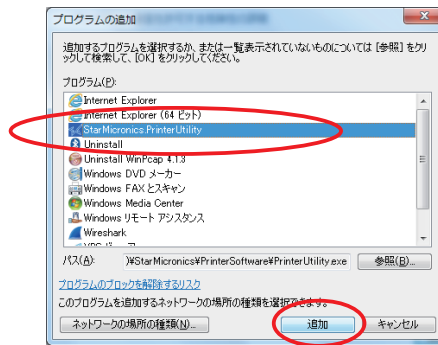 プログラムの追加
追加するプログラムを選択するか、または一覧表示されていないものについては [参照] をクリ
ックして検索して、[OK] をクリックしてください。
プログラム(P):
Internet Explorer
Internet Explorer (64 ビット)
StarMicronics.PrinterUtility
Uninstall
Uninstall WinPcap 4.1.3
Windows DVD メーカー
Windows FAX とスキャン
Windows Media Center
Windows リモート アシスタンス
Wireshark
パス(A): )¥StarMicronics¥PrinterSoftware¥PrinterUtility.exe 参照(B)...
プログラムのブロックを解除するリスク
このプログラムを追加するネットワークの場所の種類を選択できます。
ネットワークの場所の種類(N)... 追加 キャンセル